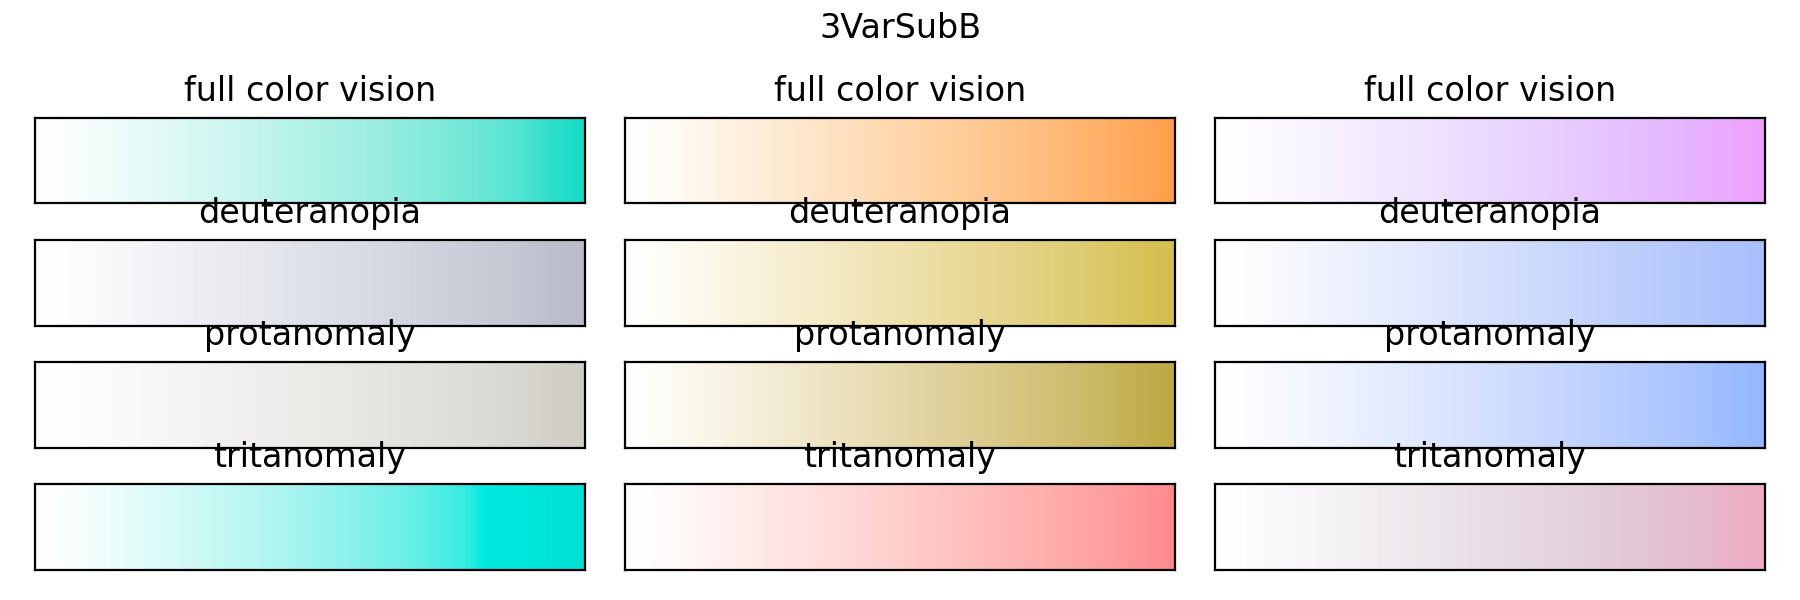 3VarSubB
full color vision full color vision full color vision
deuteranopia deuteranopia deuteranopia
protanomaly protanomaly protanomaly
tritanomaly tritanomaly tritanomaly